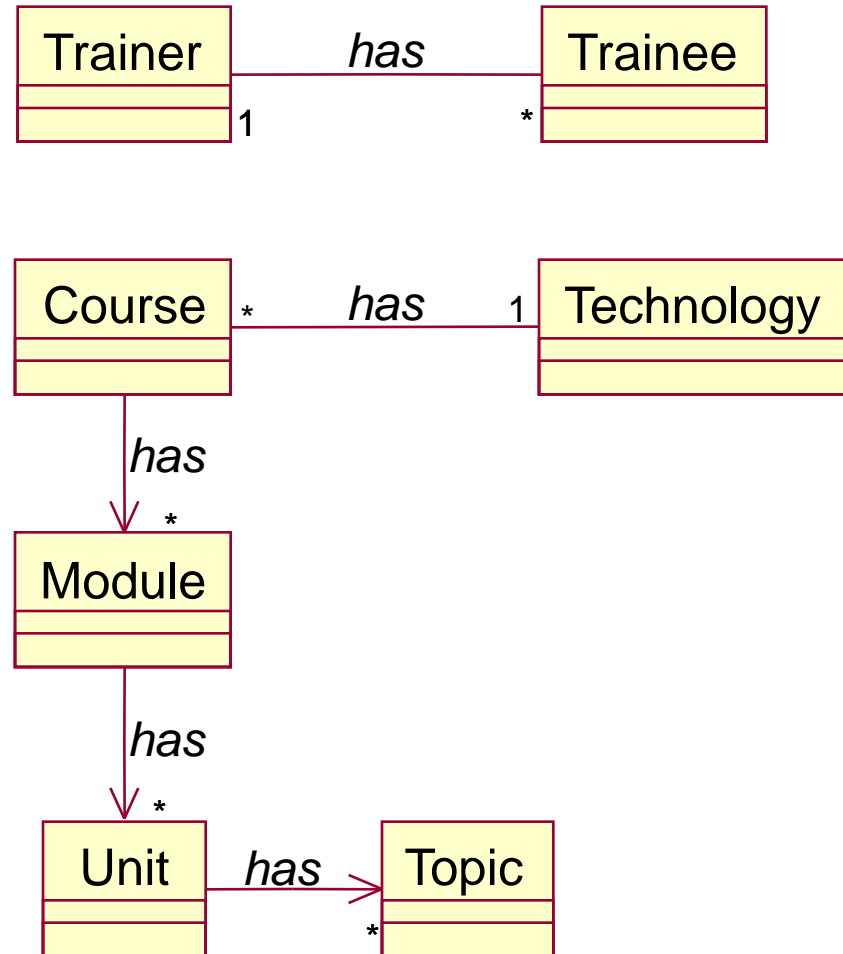 Trainer has Trainee
1 *
Course * has 1 Technology
has
*
Module
has
*
Unit has Topic
*